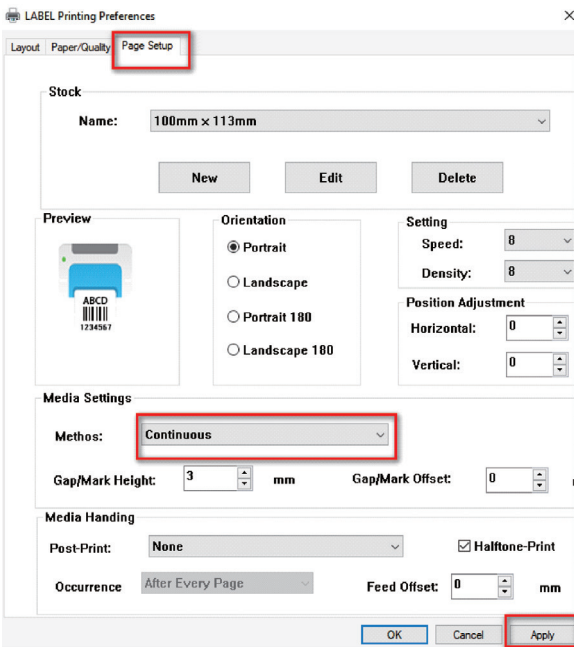 LABEL Printing Preferences
Layout Paper/Quality Page Setup
Stock
Name: 100mm x 113mm
New Edit Delete
Preview
ABCD
1234567
Orientation
Portrait
Landscape
Portrait 180
Landscape 180
Setting
Speed: 8
Density: 8
Position Adjustment
Horizontal: 0
Vertical: 0
Media Settings
Methos: Continuous
Gap/Mark Height: 3 mm Gap/Mark Offset: 0
Media Handing
Post-Print: None Halftone-Print
Occurrence After Every Page Feed Offset: 0 mm
OK Cancel Apply